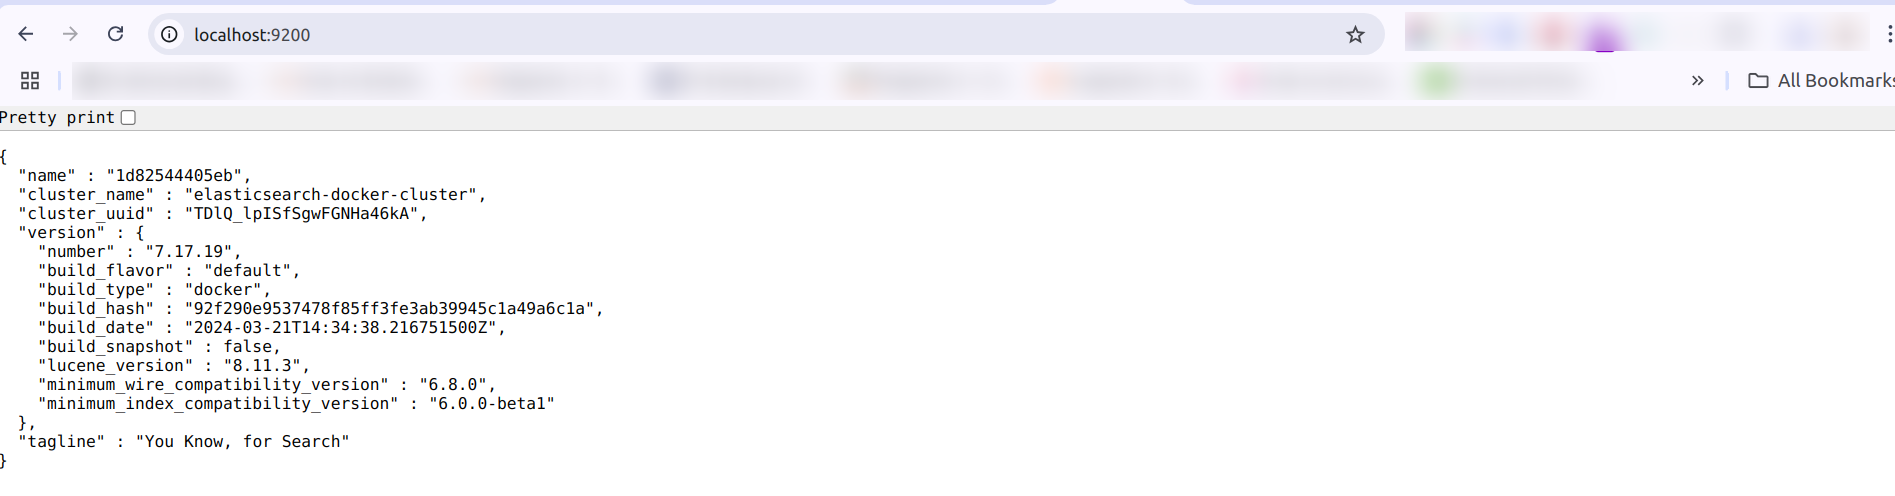 localhost:9200
» All Bookmarks
Pretty print
{
"name" : "1d82544405eb",
"cluster_name" : "elasticsearch-docker-cluster",
"cluster_uuid" : "TDlQ_lpISfSgwFGNHa46kA",
"version" : {
"number" : "7.17.19",
"build_flavor" : "default",
"build_type" : "docker",
"build_hash" : "92f290e9537478f85ff3fe3ab39945c1a49a6c1a",
"build_date" : "2024-03-21T14:34:38.216751500Z",
"build_snapshot" : false,
"lucene_version" : "8.11.3",
"minimum_wire_compatibility_version" : "6.8.0",
"minimum_index_compatibility_version" : "6.0.0-beta1"
},
"tagline" : "You Know, for Search"
}